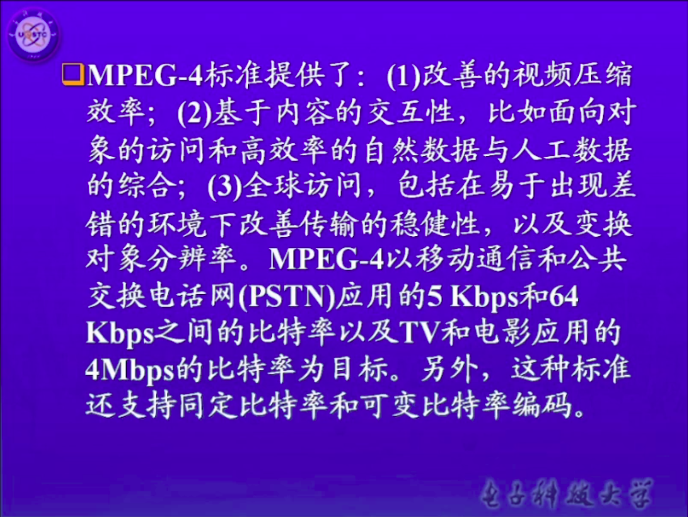 MPEG-4标准提供了：(1)改善的视频压缩
效率；(2)基于内容的交互性，比如面向对
象的访问和高效率的自然数据与人工数据
的综合；(3)全球访问，包括在易于出现差
错的环境下改善传输的稳健性，以及变换
对象分辨率。MPEG-4以移动通信和公共
交换电话网(PSTN)应用的5 Kbps和64
Kbps之间的比特率以及TV和电影应用的
4Mbps的比特率为目标。另外，这种标准
还支持同定比特率和可变比特率编码。
电子科技大学